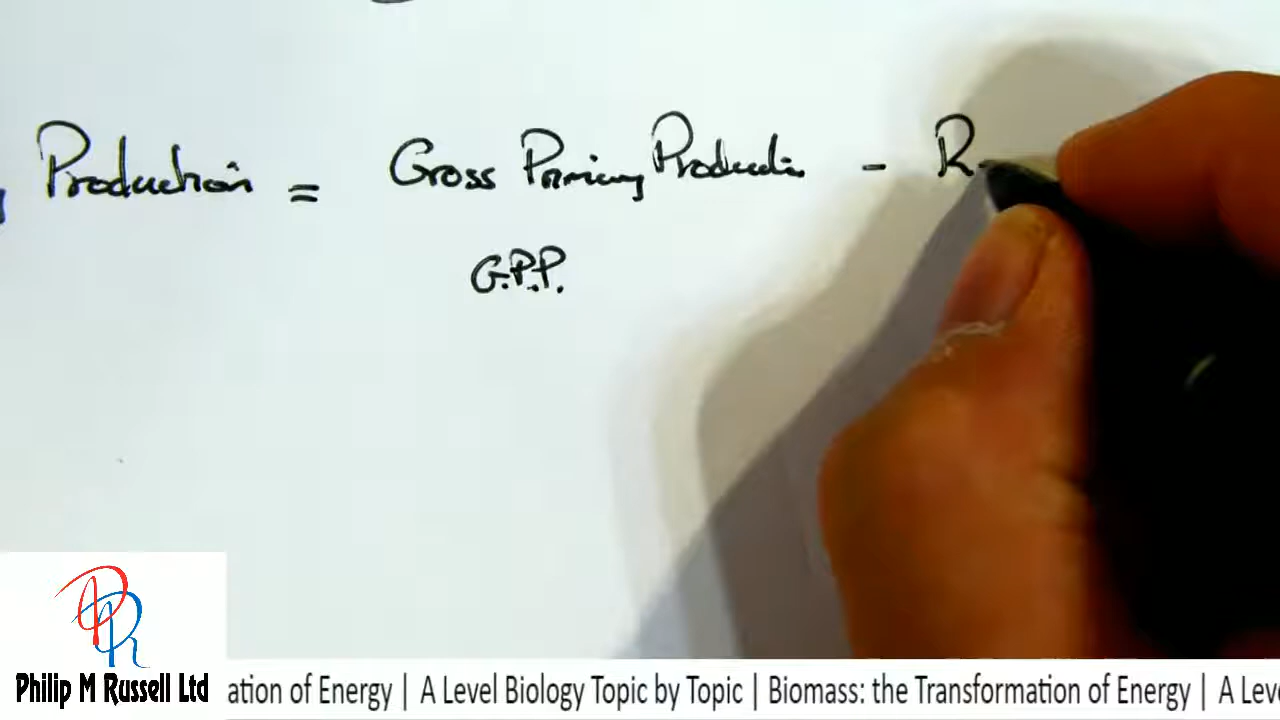 Production = Gross Primary Production - R
G.P.P.
Philip M Russell Ltd
ation of Energy | A Level Biology Topic by Topic | Biomass: the Transformation of Energy | A Leve